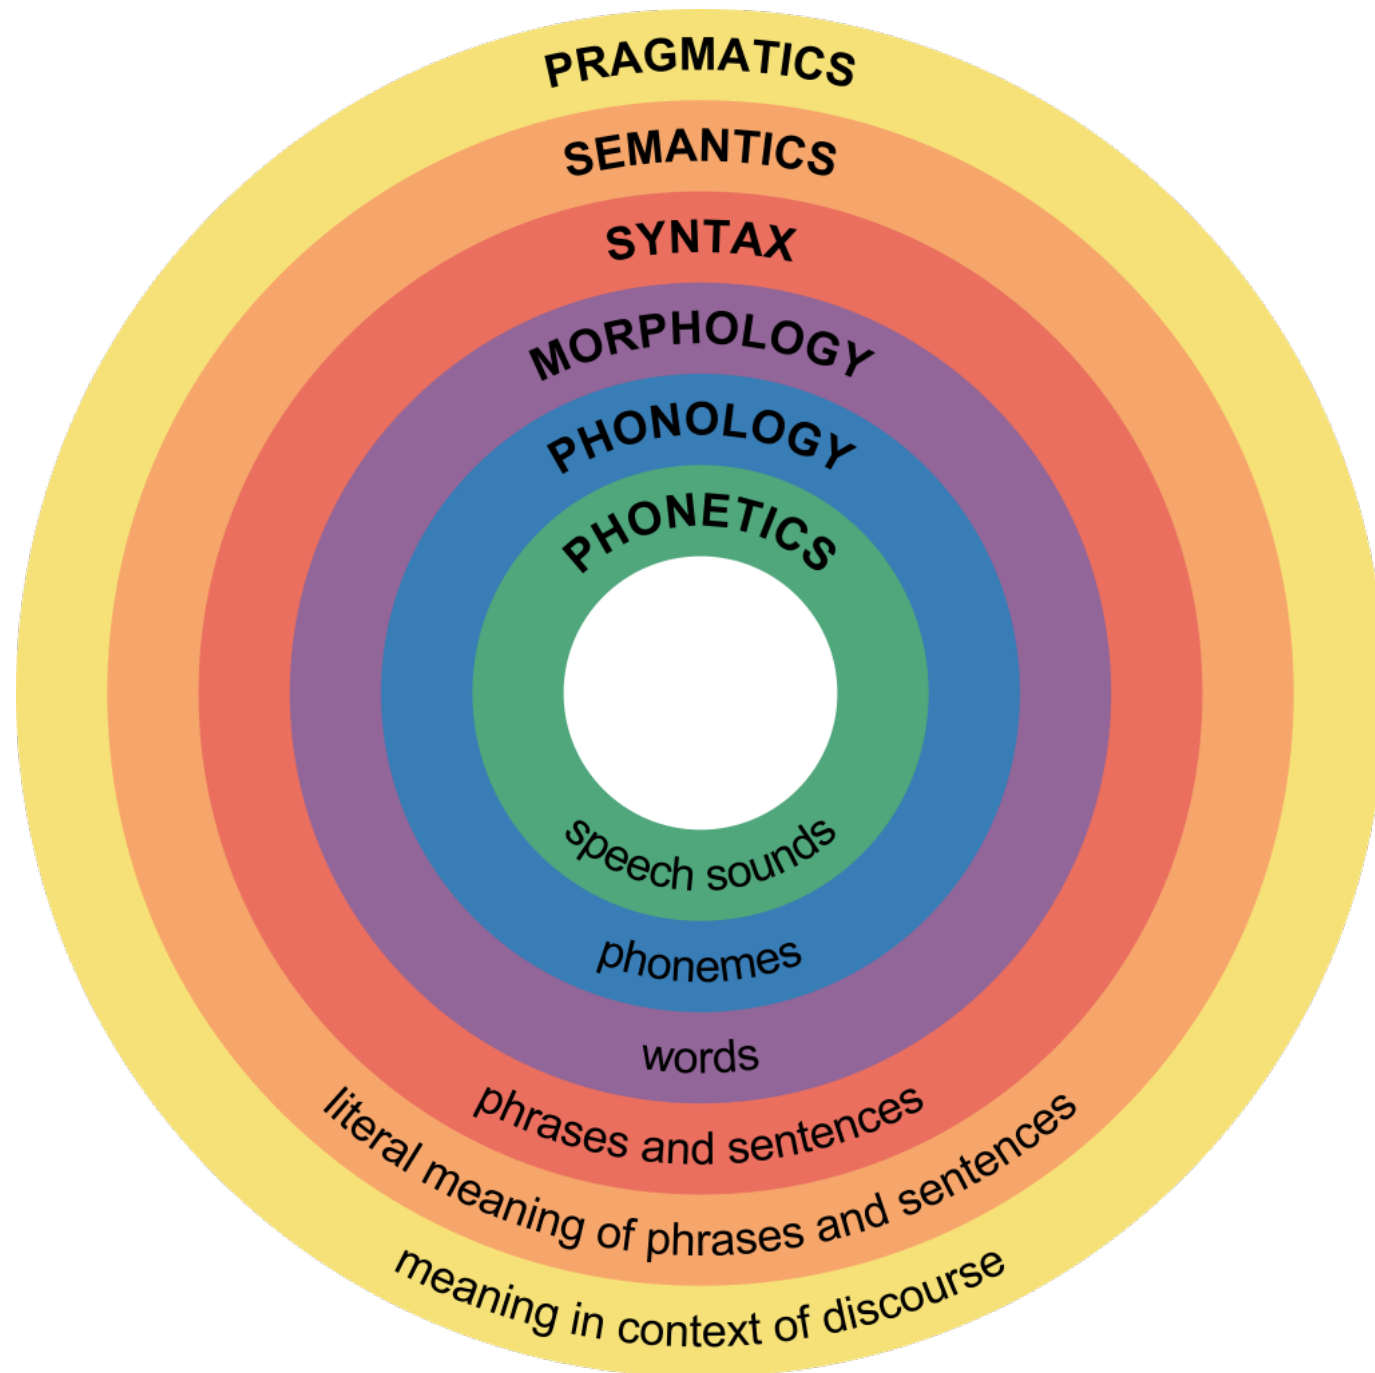 PRAGMATICS
SEMANTICS
SYNTAX
MORPHOLOGY
PHONOLOGY
PHONETICS
speech sounds
phonemes
words
phrases and sentences
literal meaning of phrases and sentences
meaning in context of discourse